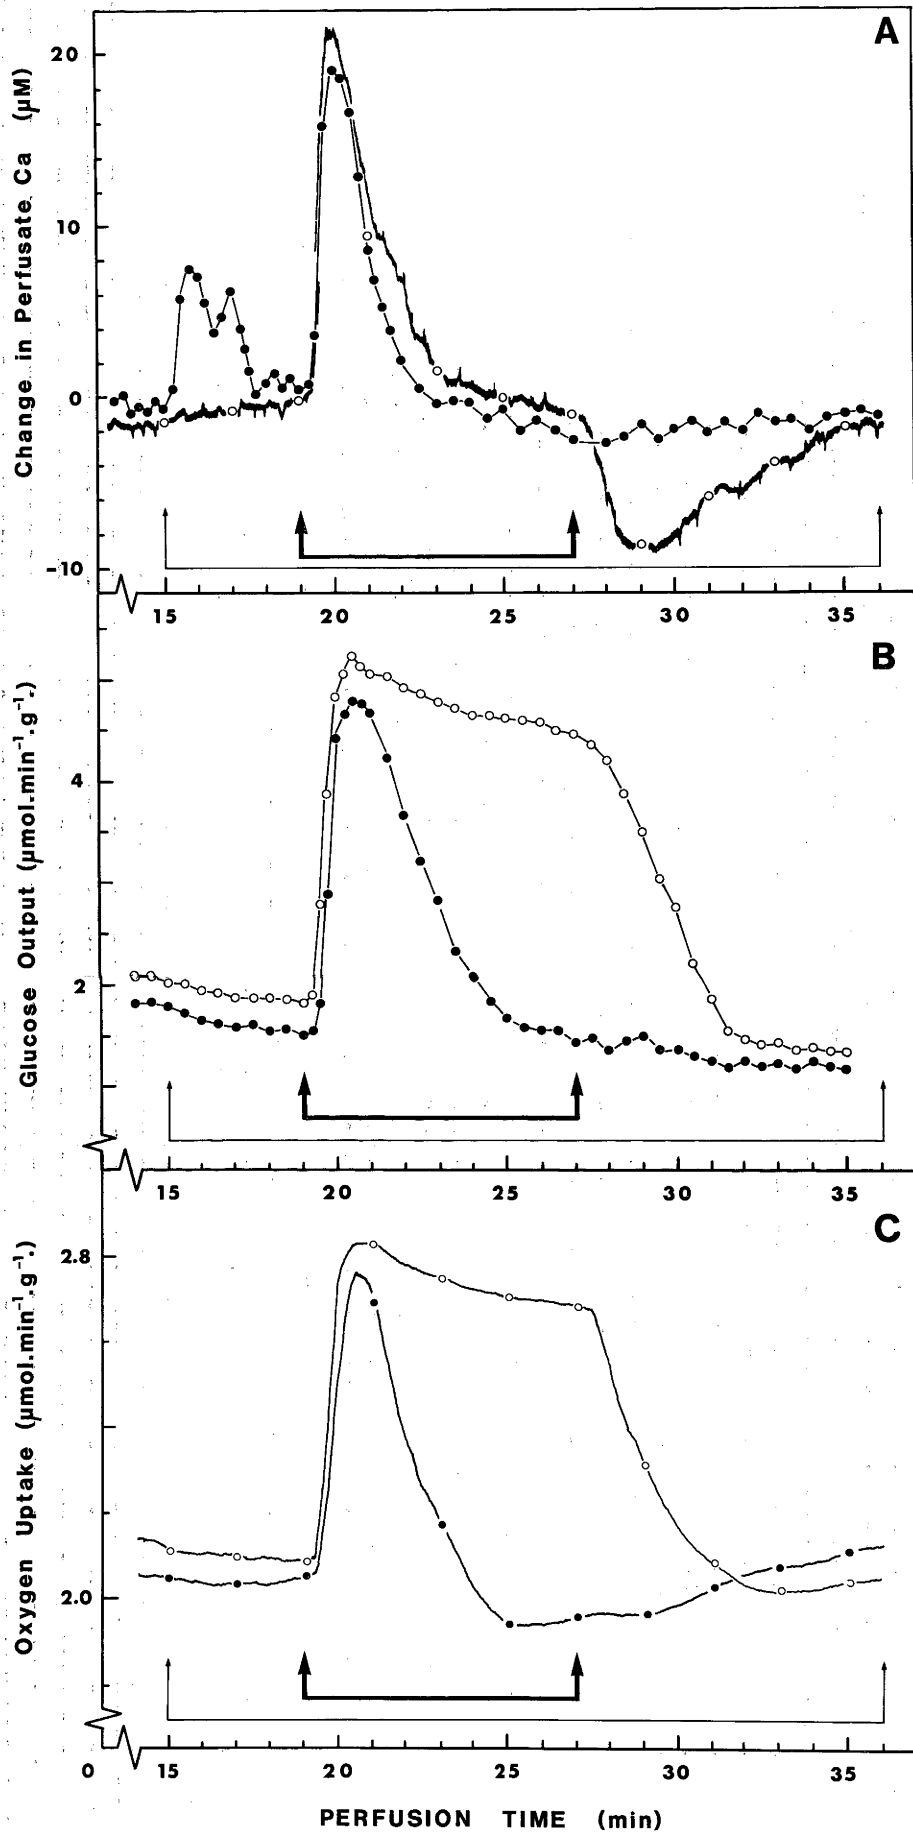 A
Change in Perfusate Ca (µM)
20
10
0
-10
15 20 25 30 35
B
Glucose Output (µmol.min⁻¹.g⁻¹.)
4
2
15 20 25 30 35
C
Oxygen Uptake (µmol.min⁻¹.g⁻¹.)
2.8
2.0
0 15 20 25 30 35
PERFUSION TIME (min)